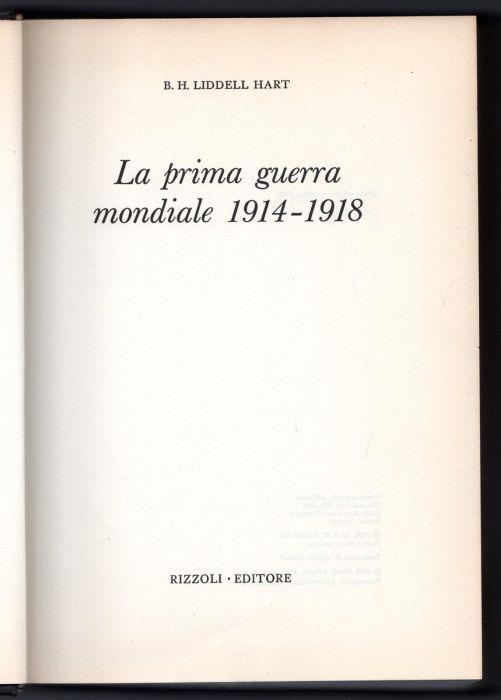 B. H. LIDDELL HART
La prima guerra
mondiale 1914-1918
RIZZOLI · EDITORE